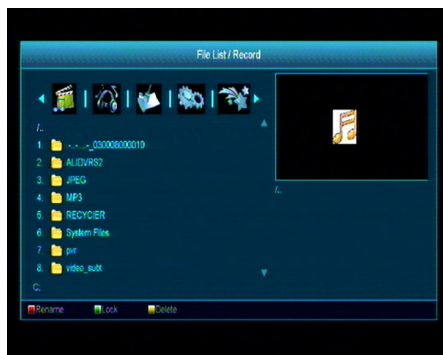 File List / Record
/..
1. -.-...-_030008000010
2. ALIDVRS2
3. JPEG
4. MP3
5. RECYCIER
6. System Files
7. pvr
8. video_subt
C:
/..
Rename Lock Delete